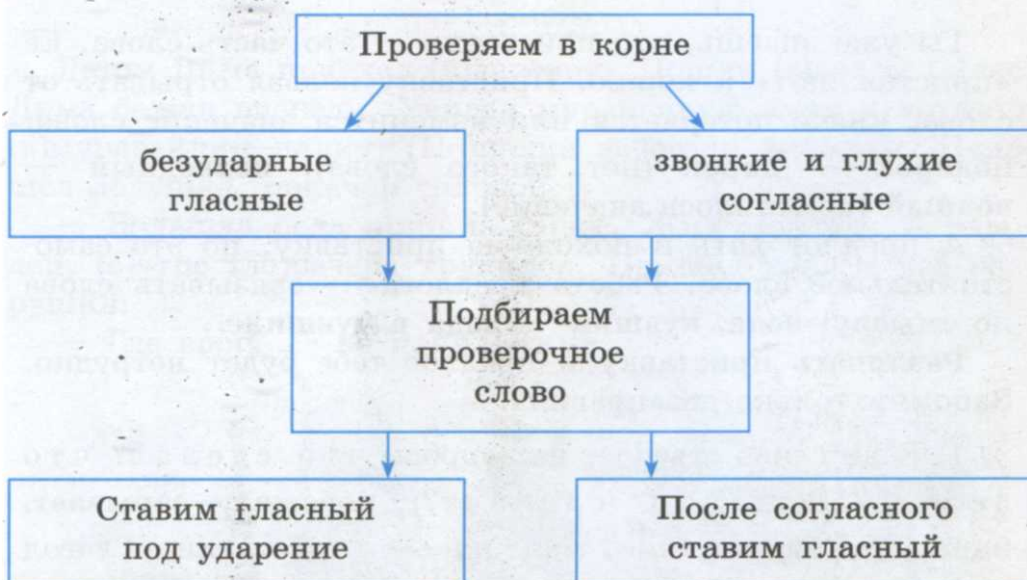 Проверяем в корне
безударные
гласные
звонкие и глухие
согласные
Подбираем
проверочное
слово
Ставим гласный
под ударение
После согласного
ставим гласный